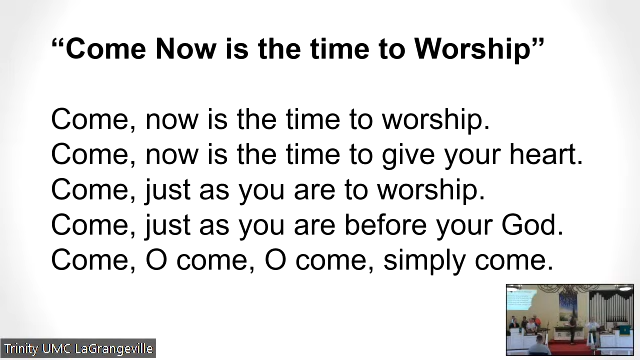 “Come Now is the time to Worship”
Come, now is the time to worship.
Come, now is the time to give your heart.
Come, just as you are to worship.
Come, just as you are before your God.
Come, O come, O come, simply come.
Trinity UMC LaGrangeville